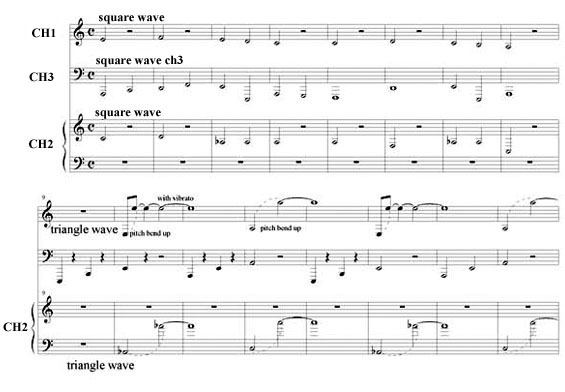 square wave
CH1
square wave ch3
CH3
square wave
CH2
9
with vibrato
triangle wave
pitch bend up
pitch bend up
9
CH2
triangle wave